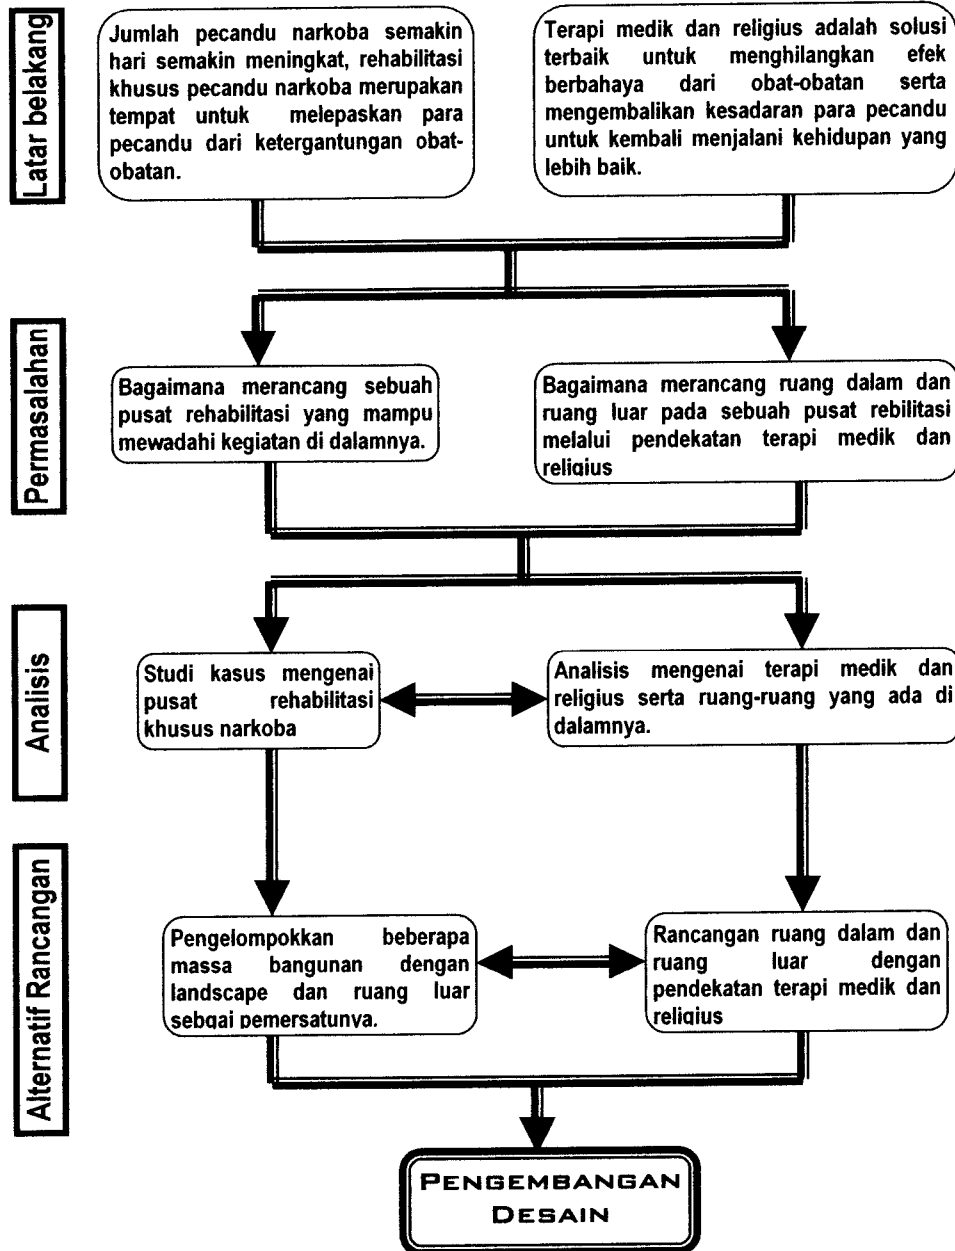 Latar belakang
Jumlah pecandu narkoba semakin
hari semakin meningkat, rehabilitasi
khusus pecandu narkoba merupakan
tempat untuk melepaskan para
pecandu dari ketergantungan obat-
obatan.
Terapi medik dan religius adalah solusi
terbaik untuk menghilangkan efek
berbahaya dari obat-obatan serta
mengembalikan kesadaran para pecandu
untuk kembali menjalani kehidupan yang
lebih baik.
Permasalahan
Bagaimana merancang sebuah
pusat rehabilitasi yang mampu
mewadahi kegiatan di dalamnya.
Bagaimana merancang ruang dalam dan
ruang luar pada sebuah pusat rebilitasi
melalui pendekatan terapi medik dan
religius
Analisis
Studi kasus mengenai
pusat rehabilitasi
khusus narkoba
Analisis mengenai terapi medik dan
religius serta ruang-ruang yang ada di
dalamnya.
Alternatif Rancangan
Pengelompokkan beberapa
massa bangunan dengan
landscape dan ruang luar
sebgai pemersatunya.
Rancangan ruang dalam dan
ruang luar dengan
pendekatan terapi medik dan
religius
PENGEMBANGAN
DESAIN